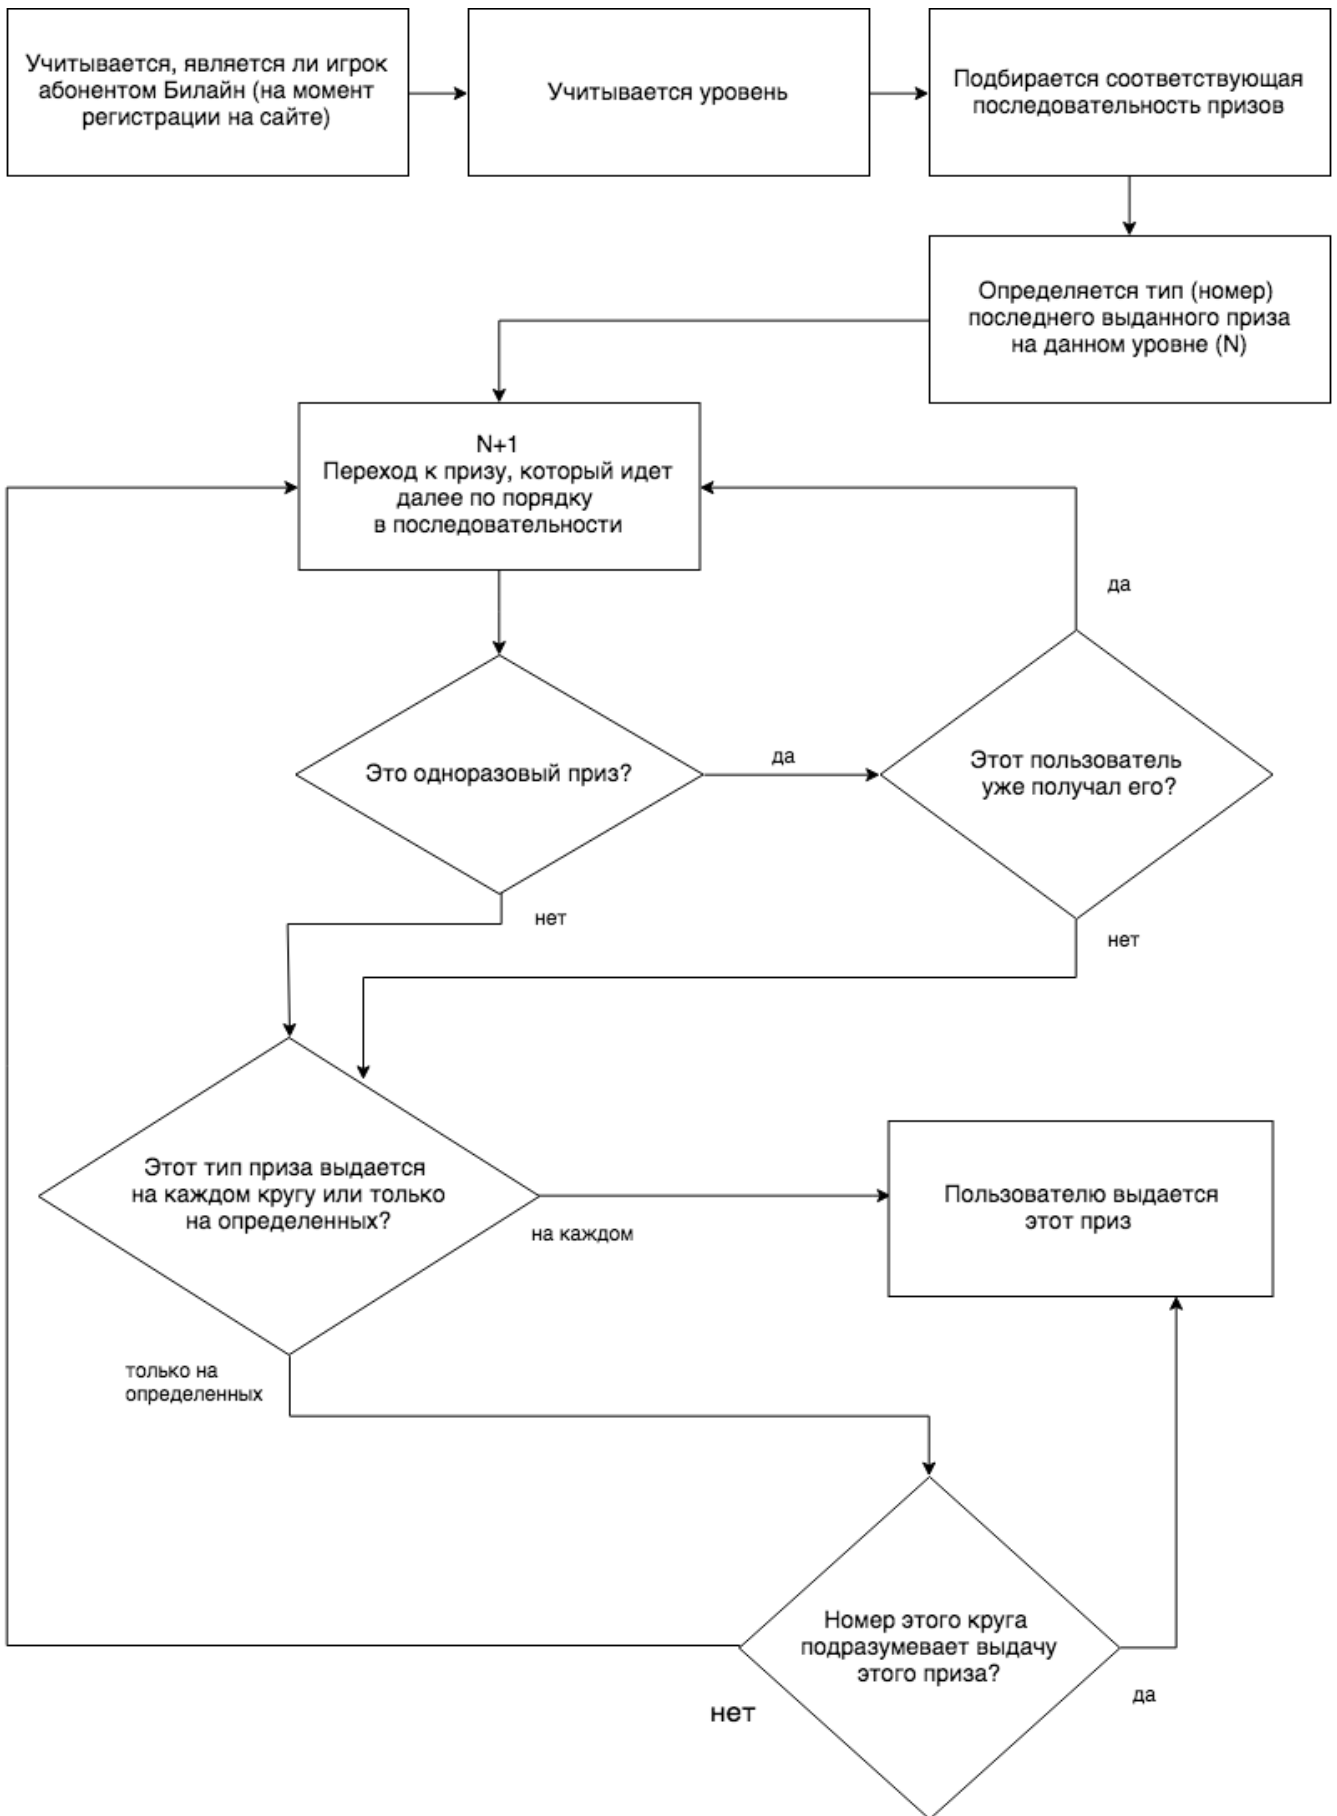 Учитывается, является ли игрок
абонентом Билайн (на момент
регистрации на сайте)
Учитывается уровень
Подбирается соответствующая
последовательность призов
Определяется тип (номер)
последнего выданного приза
на данном уровне (N)
N+1
Переход к призу, который идет
далее по порядку
в последовательности
да
Это одноразовый приз?
да
Этот пользователь
уже получал его?
нет
нет
Этот тип приза выдается
на каждом кругу или только
на определенных?
на каждом
Пользователю выдается
этот приз
только на
определенных
Номер этого круга
подразумевает выдачу
этого приза?
да
нет